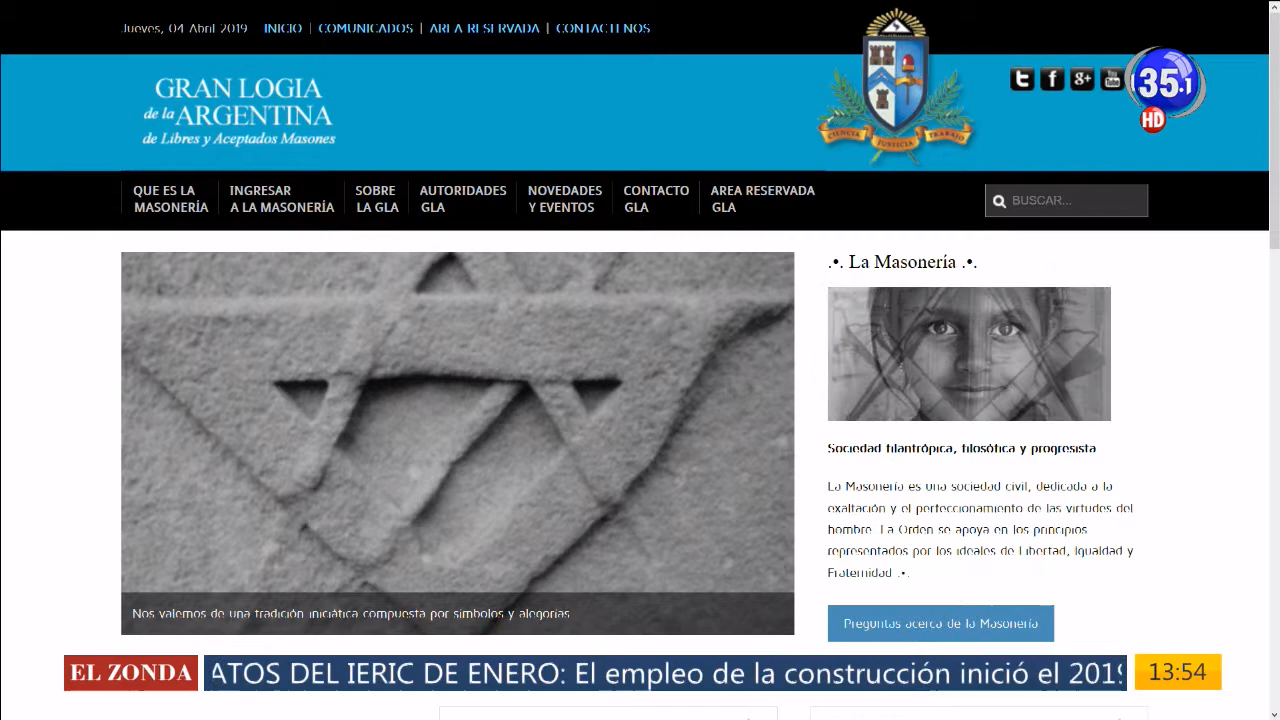 Jueves, 04 Abril 2019 INICIO | COMUNICADOS | AREA RESERVADA | CONTACTENOS
GRAN LOGIA
de la ARGENTINA
de Libres y Aceptados Masones
CIENCIA JUSTICIA TRABAJO
35.1
HD
QUE ES LA MASONERÍA
INGRESAR A LA MASONERÍA
SOBRE LA GLA
AUTORIDADES GLA
NOVEDADES Y EVENTOS
CONTACTO GLA
AREA RESERVADA GLA
BUSCAR...
Nos valemos de una tradición iniciática compuesta por símbolos y alegorías
.•. La Masonería .•.
Sociedad filantrópica, filosófica y progresista
La Masonería es una sociedad civil, dedicada a la
exaltación y el perfeccionamiento de las virtudes del
hombre. La Orden se apoya en los principios
representados por los ideales de Libertad, Igualdad y
Fraternidad .•.
Preguntas acerca de la Masonería
EL ZONDA
ATOS DEL IERIC DE ENERO: El empleo de la construcción inició el 2019
13:54